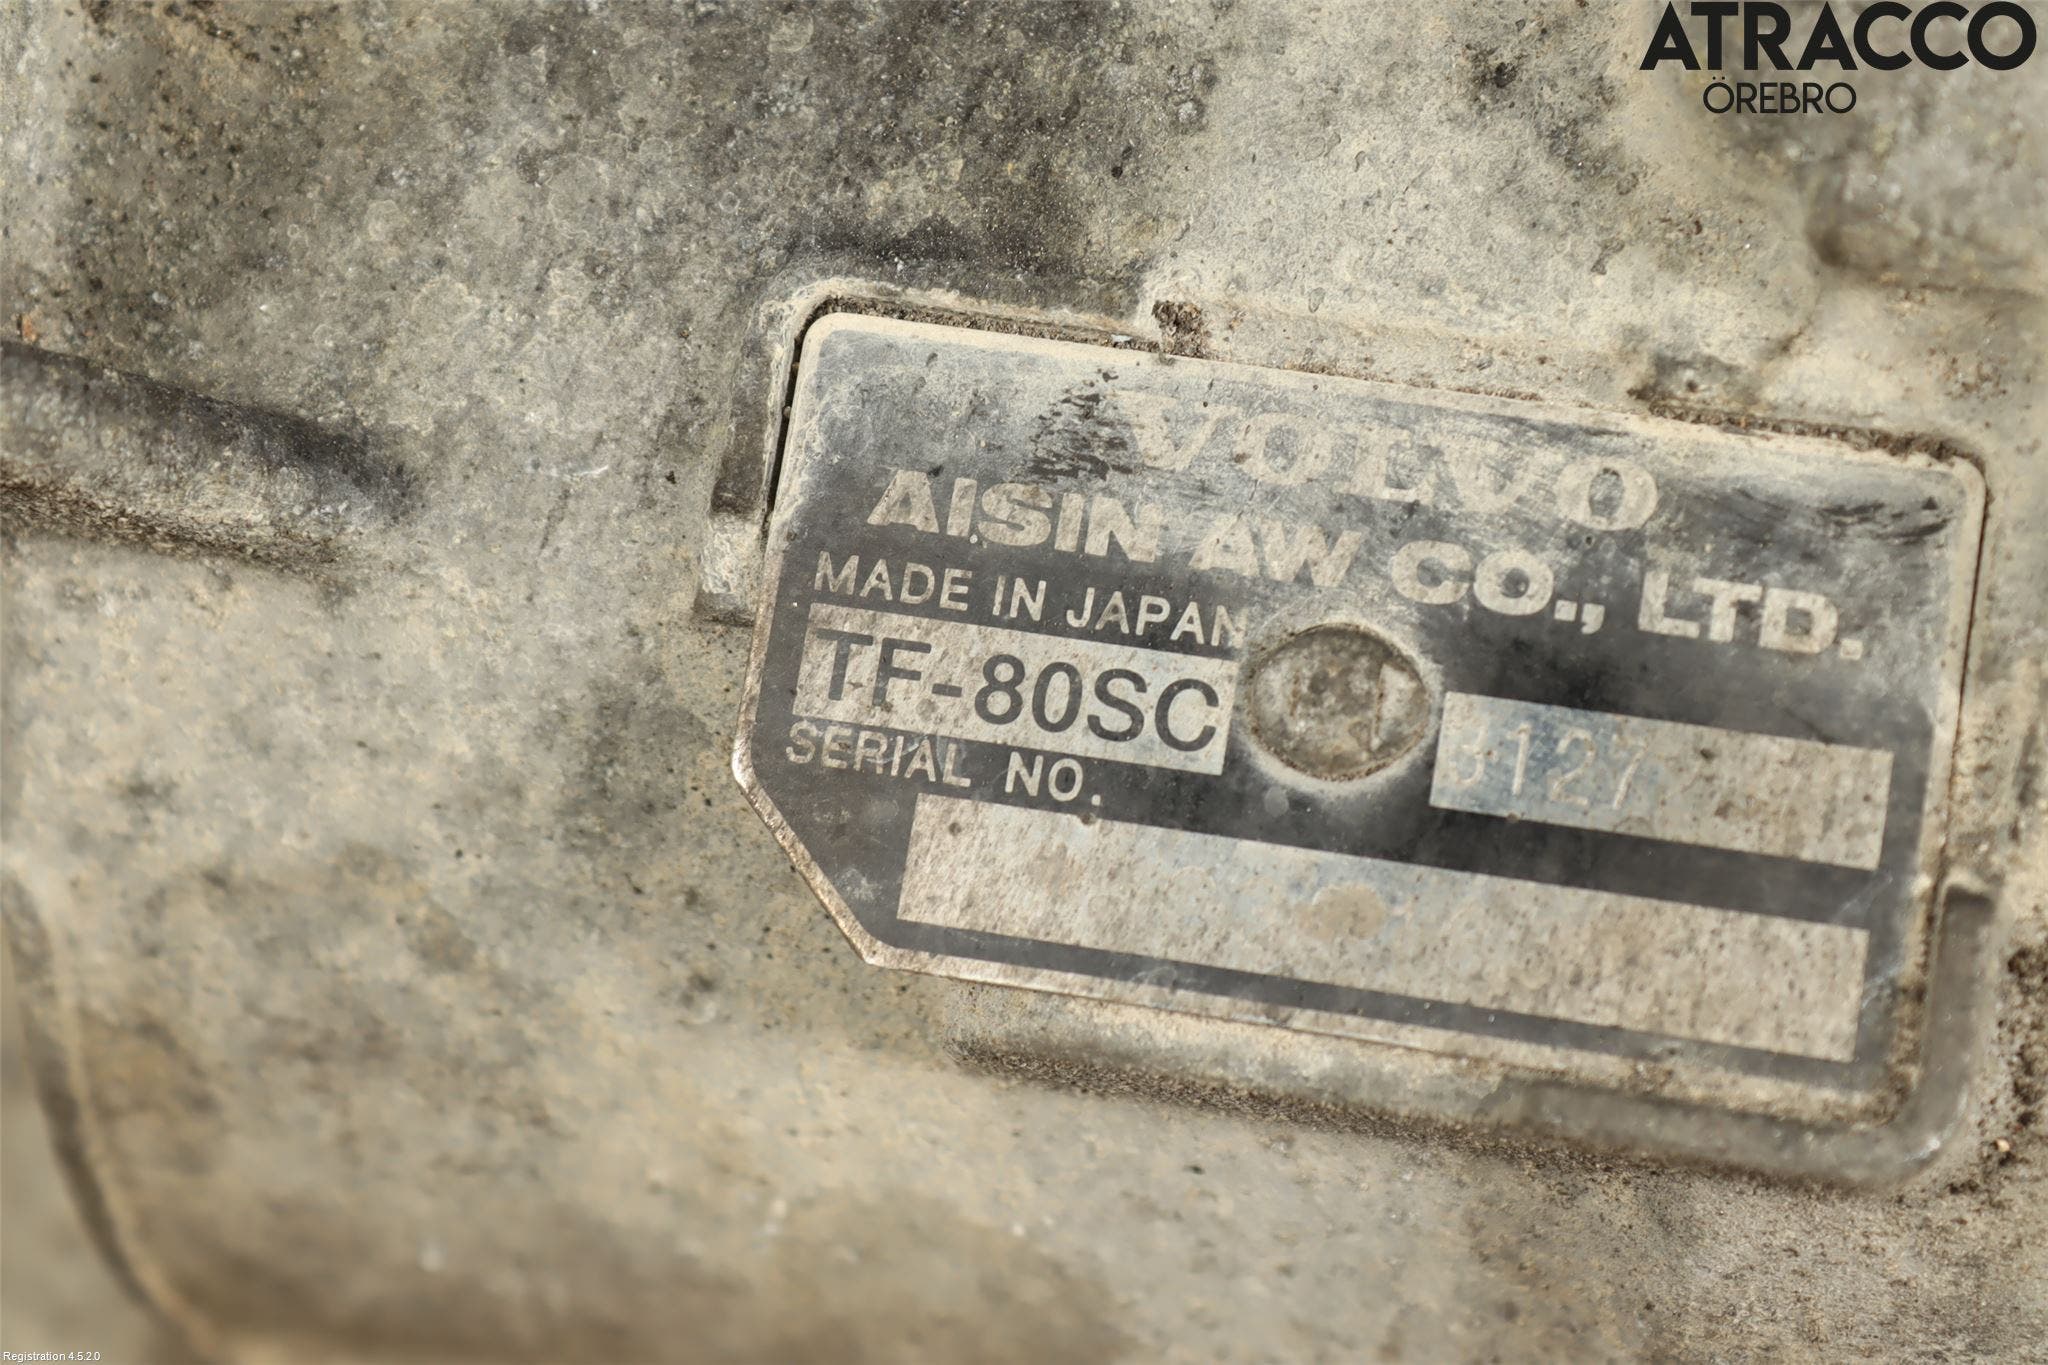 ATRACCO
ÖREBRO
VOLVO
AISIN AW CO., LTD.
MADE IN JAPAN
TF-80SC
3127
SERIAL NO.
Registration 4.5.2.0